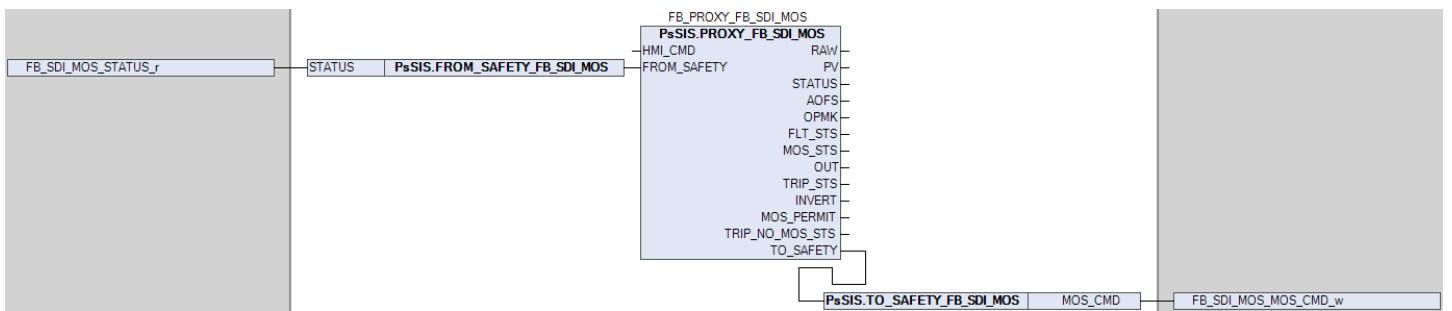 FB_PROXY_FB_SDI_MOS
PsSIS.PROXY_FB_SDI_MOS
HMI_CMD RAW
FB_SDI_MOS_STATUS_r STATUS PsSIS.FROM_SAFETY_FB_SDI_MOS FROM_SAFETY PV
STATUS
AOFS
OPMK
FLT_STS
MOS_STS
OUT
TRIP_STS
INVERT
MOS_PERMIT
TRIP_NO_MOS_STS
TO_SAFETY
PsSIS.TO_SAFETY_FB_SDI_MOS MOS_CMD FB_SDI_MOS_MOS_CMD_w